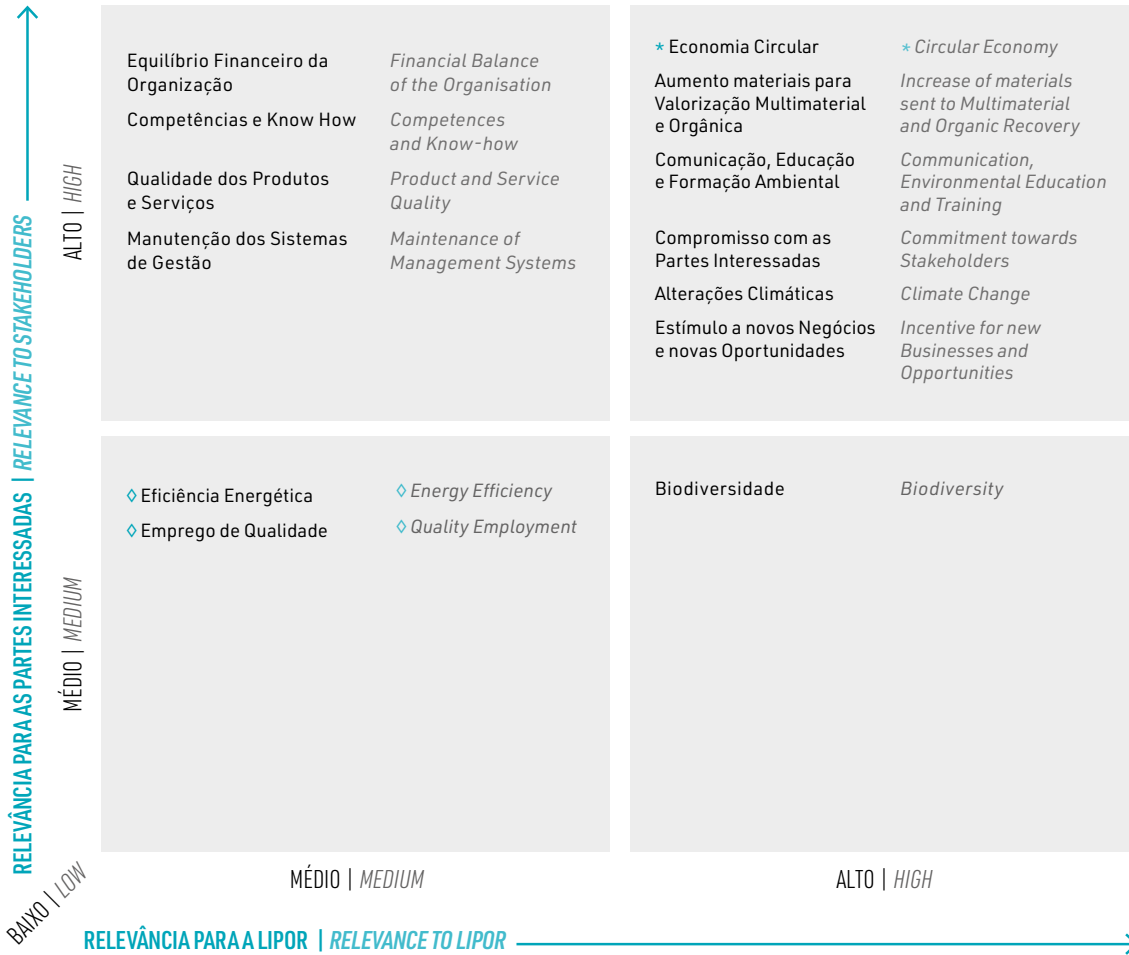 Equilíbrio Financeiro da
Organização
Financial Balance
of the Organisation
Competências e Know How
Competences
and Know-how
Qualidade dos Produtos
e Serviços
Product and Service
Quality
Manutenção dos Sistemas
de Gestão
Maintenance of
Management Systems
* Economia Circular
* Circular Economy
Aumento materiais para
Valorização Multimaterial
e Orgânica
Increase of materials
sent to Multimaterial
and Organic Recovery
Comunicação, Educação
e Formação Ambiental
Communication,
Environmental Education
and Training
Compromisso com as
Partes Interessadas
Commitment towards
Stakeholders
Alterações Climáticas
Climate Change
Estímulo a novos Negócios
e novas Oportunidades
Incentive for new
Businesses and
Opportunities
◊ Eficiência Energética
◊ Energy Efficiency
◊ Emprego de Qualidade
◊ Quality Employment
Biodiversidade
Biodiversity
RELEVÂNCIA PARA AS PARTES INTERESSADAS | RELEVANCE TO STAKEHOLDERS
ALTO | HIGH
MÉDIO | MEDIUM
BAIXO | LOW
MÉDIO | MEDIUM
ALTO | HIGH
RELEVÂNCIA PARA A LIPOR | RELEVANCE TO LIPOR